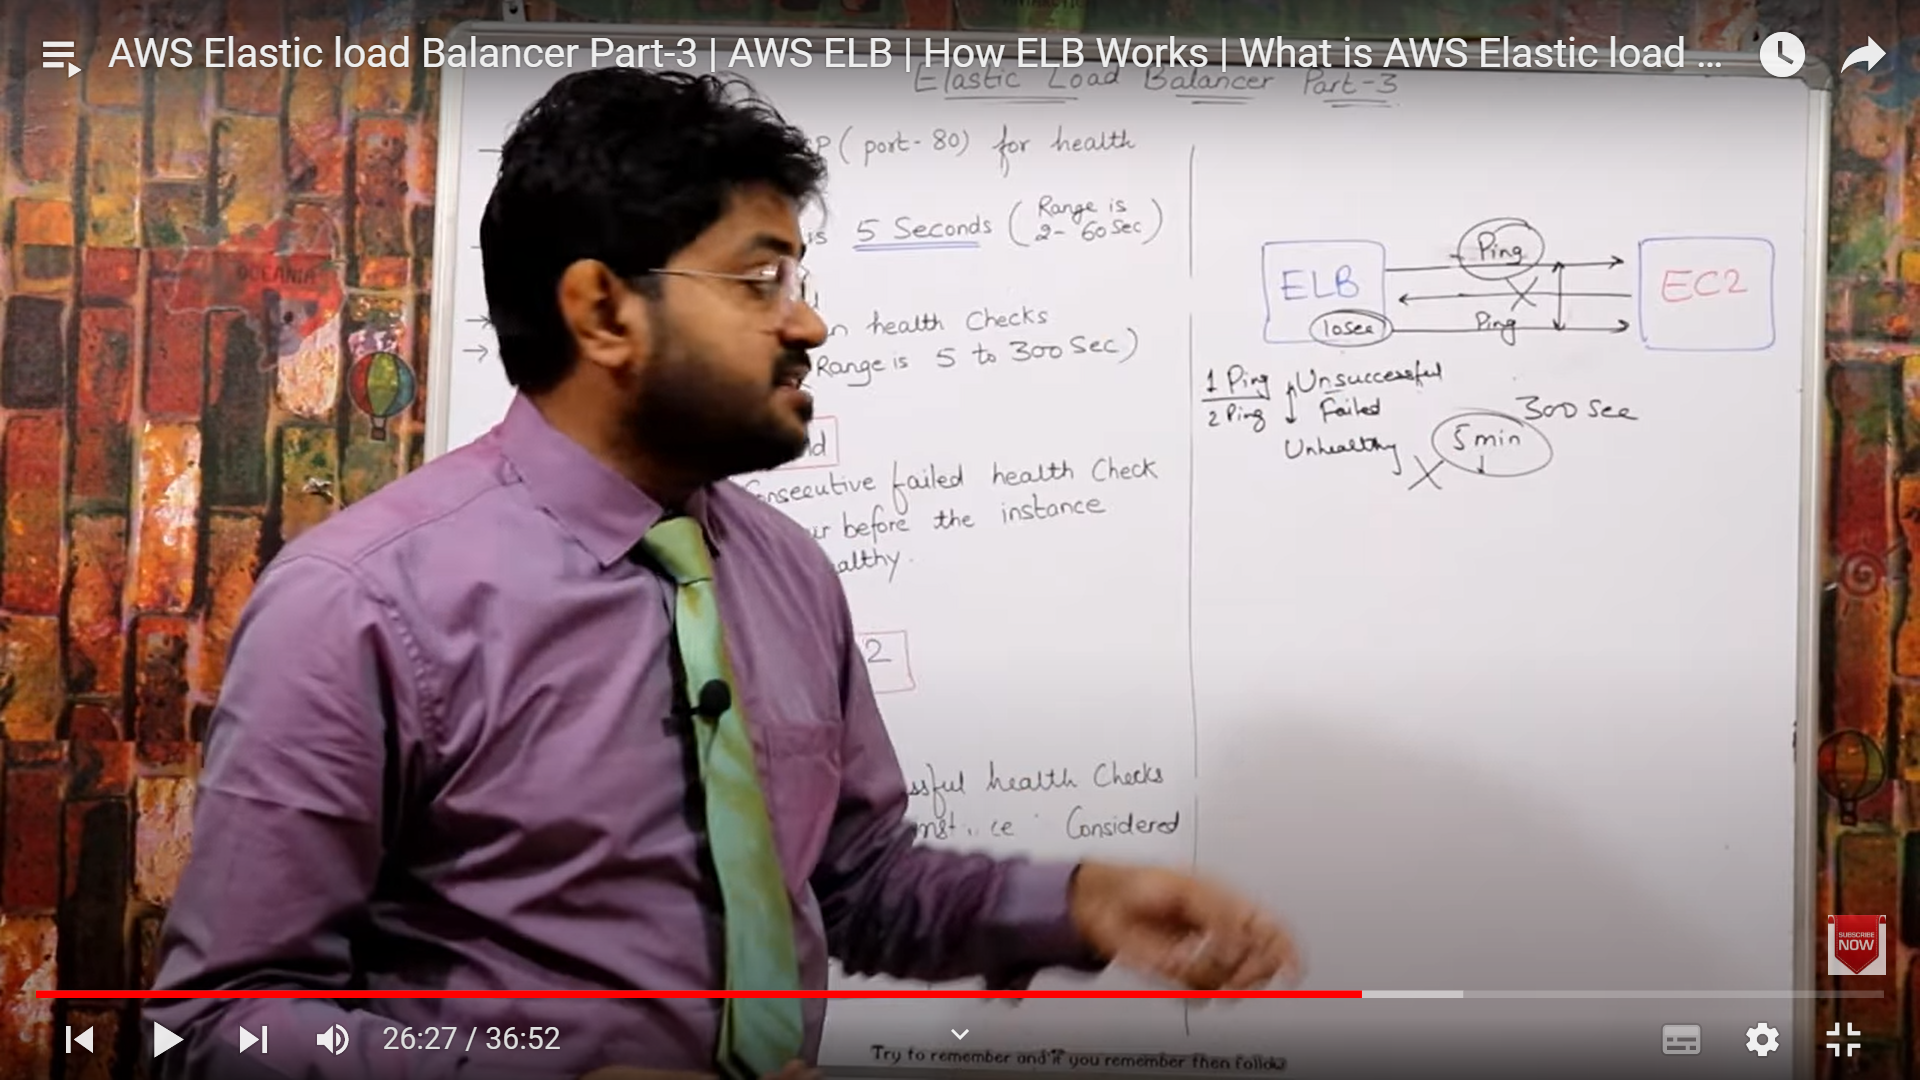 AWS Elastic load Balancer Part-3 | AWS ELB | How ELB Works | What is AWS Elastic load ...
Elastic Load Balancer Part-3
P ( port- 80) for health
is 5 Seconds ( Range is
2- 60 Sec )
n health Checks
Range is 5 to 300 Sec )
nd
onsecutive failed health Check
ur before the instance
althy.
2
ssful health Checks
Considered
ELB
Ping
EC2
10sec
Ping
1 Ping Unsuccessful
2 Ping Failed
Unhealthy
300 Sec
5 min
OCEANIA
SUBSCRIBE
NOW
26:27 / 36:52
Try to remember and if you remember then follow